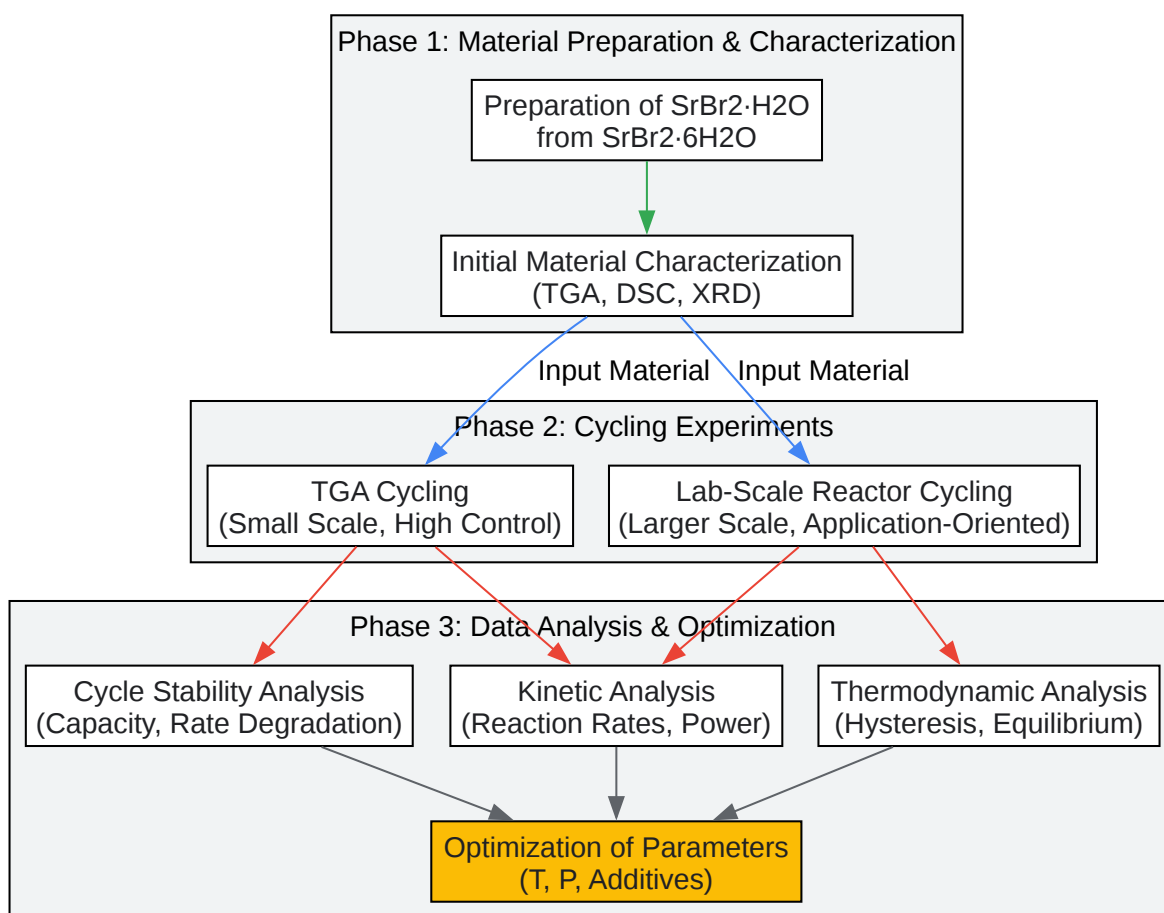 Phase 1: Material Preparation & Characterization
Preparation of SrBr2·H2O
from SrBr2·6H2O
Initial Material Characterization
(TGA, DSC, XRD)
Input Material
Input Material
Phase 2: Cycling Experiments
TGA Cycling
(Small Scale, High Control)
Lab-Scale Reactor Cycling
(Larger Scale, Application-Oriented)
Phase 3: Data Analysis & Optimization
Cycle Stability Analysis
(Capacity, Rate Degradation)
Kinetic Analysis
(Reaction Rates, Power)
Thermodynamic Analysis
(Hysteresis, Equilibrium)
Optimization of Parameters
(T, P, Additives)